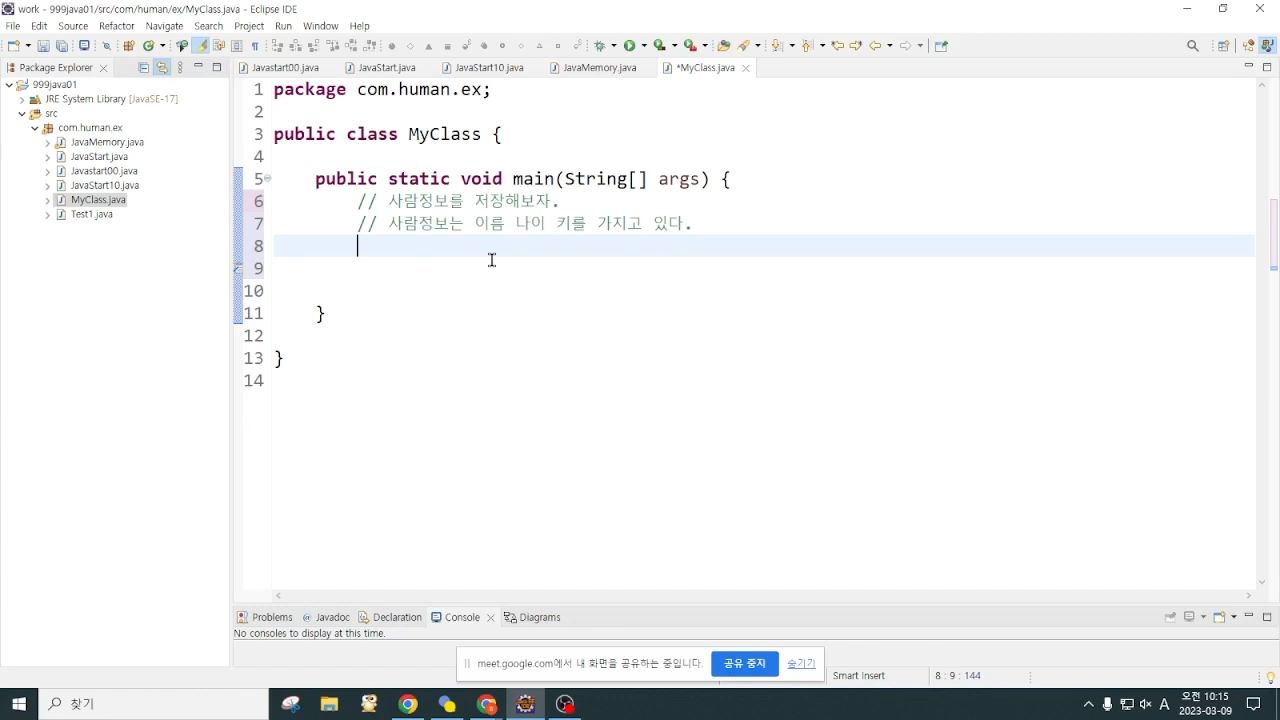 work - 999java01/src/com/human/ex/MyClass.java - Eclipse IDE
File Edit Source Refactor Navigate Search Project Run Window Help
Package Explorer
Javastart00.java JavaStart.java JavaStart10.java JavaMemory.java *MyClass.java
999java01
JRE System Library [JavaSE-17]
src
com.human.ex
JavaMemory.java
JavaStart.java
Javastart00.java
JavaStart10.java
MyClass.java
Test1.java
1 package com.human.ex;
2
3 public class MyClass {
4
5 public static void main(String[] args) {
6 // 사람정보를 저장해보자.
7 // 사람정보는 이름 나이 키를 가지고 있다.
8
9
10
11 }
12
13 }
14
Problems Javadoc Declaration Console Diagrams
No consoles to display at this time.
meet.google.com에서 내 화면을 공유하는 중입니다. 공유 중지 숨기기
Smart Insert 8 : 9 : 144
찾기
A 오전 10:15
2023-03-09